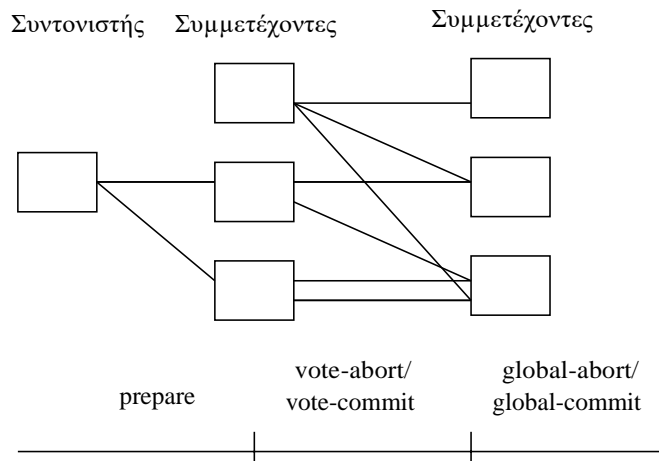 Συντονιστής
Συμμετέχοντες
Συμμετέχοντες
prepare
vote-abort/
vote-commit
global-abort/
global-commit